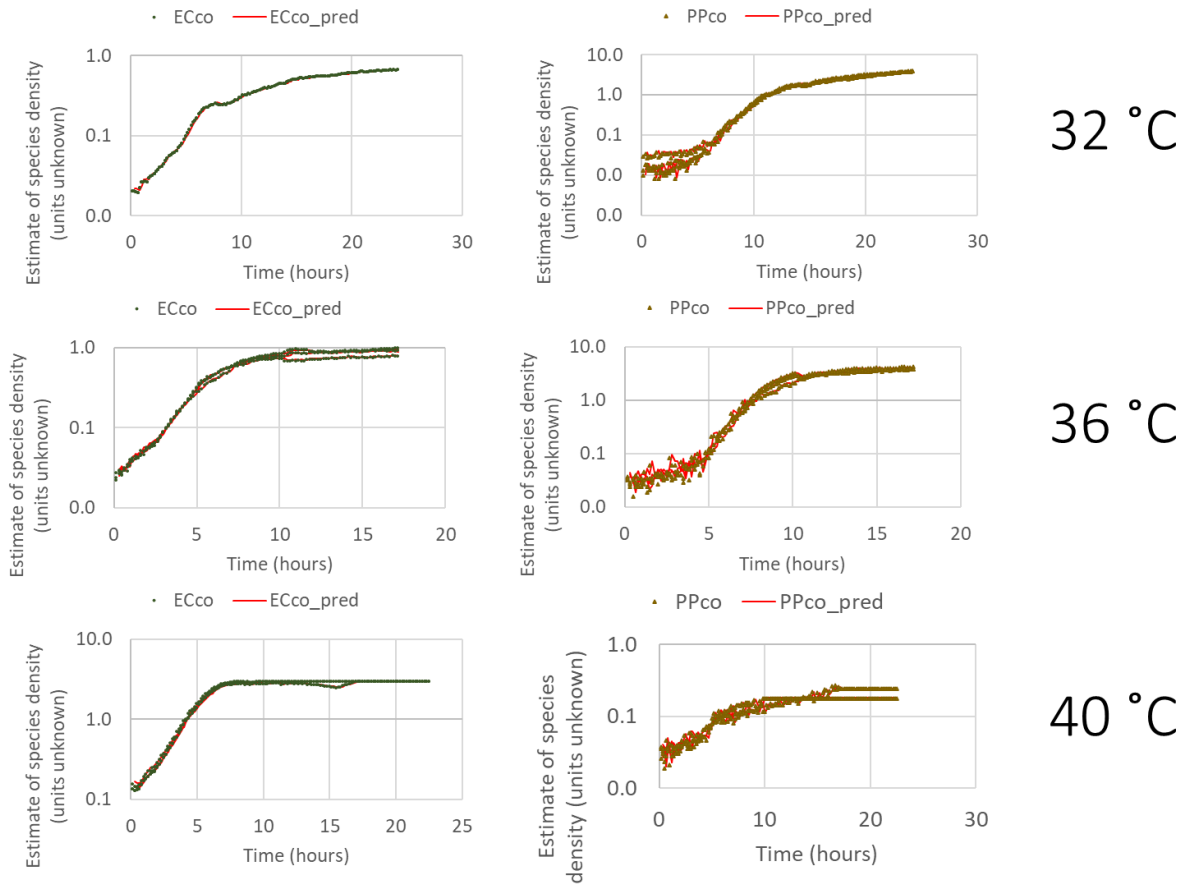 ECco ECco_pred
Estimate of species density
(units unknown)
1.0
0.1
0.0
0 10 20 30
Time (hours)
PPco PPco_pred
Estimate of species density
(units unknown)
10.0
1.0
0.1
0.0
0.0
0 10 20 30
Time (hours)
32 °C
ECco ECco_pred
Estimate of species density
(units unknown)
1.0
0.1
0.0
0 5 10 15 20
Time (hours)
PPco PPco_pred
Estimate of species density
(units unknown)
10.0
1.0
0.1
0.0
0 5 10 15 20
Time (hours)
36 °C
ECco ECco_pred
Estimate of species density
(units unknown)
10.0
1.0
0.1
0 5 10 15 20 25
Time (hours)
PPco PPco_pred
Estimate of species
density (units unknown)
1.0
0.1
0.0
0 10 20 30
Time (hours)
40 °C